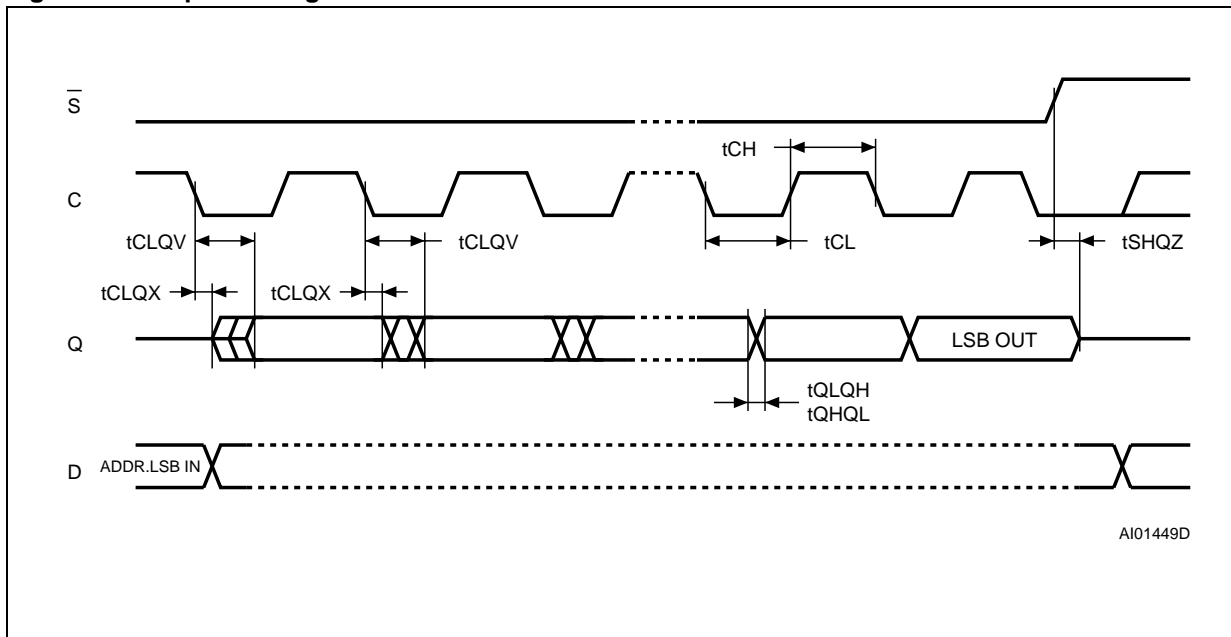 S
tCH
C
tCLQV
tCLQV
tCL
tSHQZ
tCLQX
tCLQX
Q
LSB OUT
tQLQH
tQHQL
D
ADDR.LSB IN
AI01449D